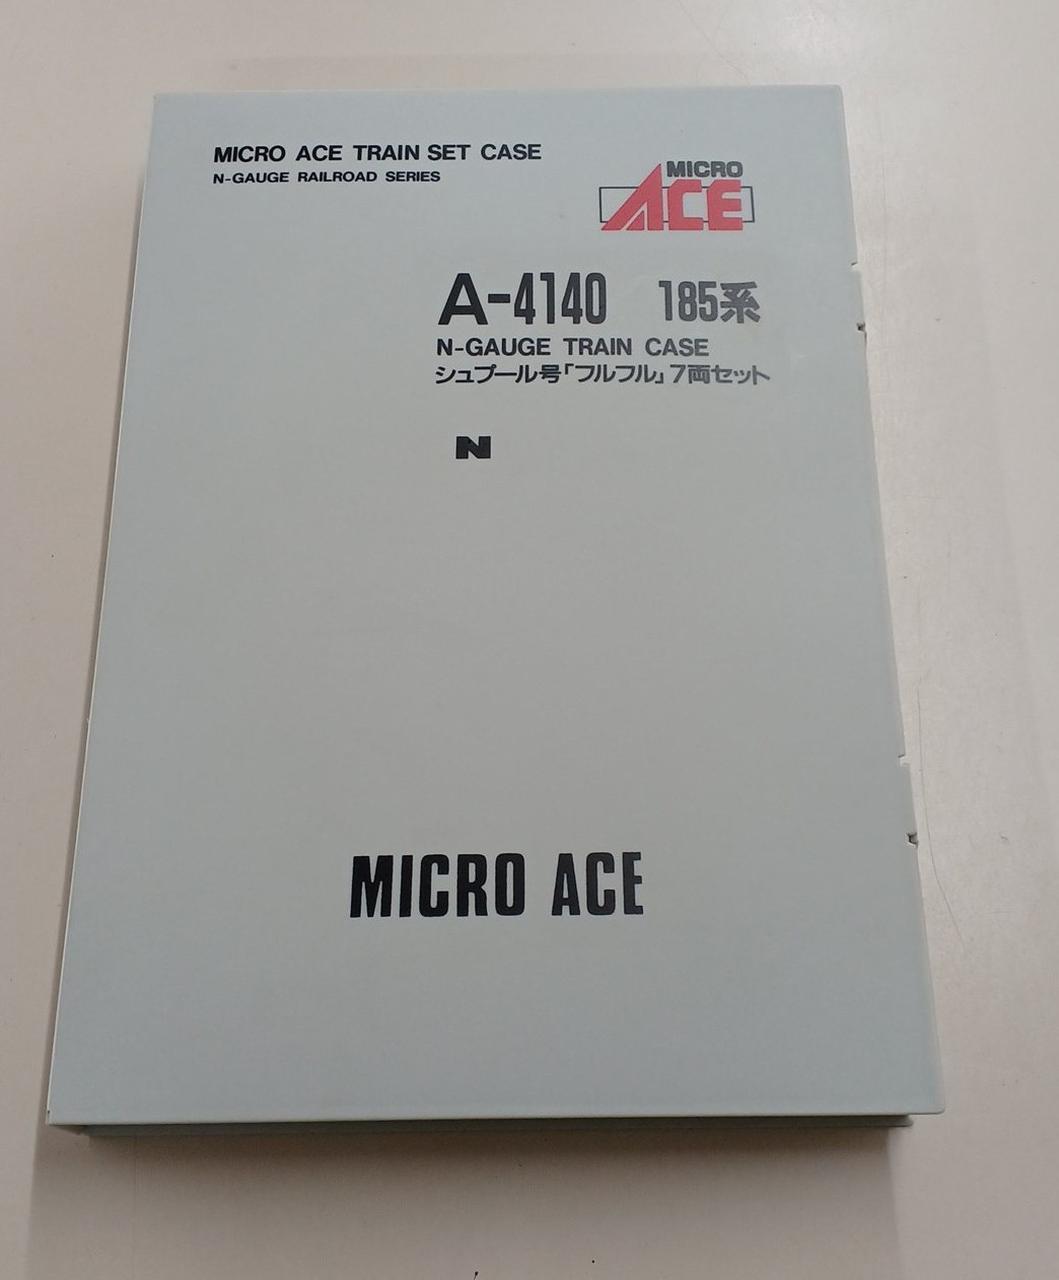 MICRO ACE TRAIN SET CASE
N-GAUGE RAILROAD SERIES
MICRO
ACE
A-4140 185系
N-GAUGE TRAIN CASE
シュプール号「フルフル」7両セット
N
MICRO ACE